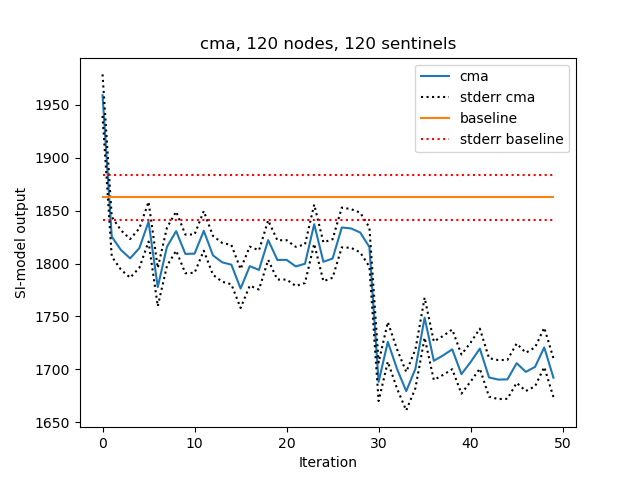 cma, 120 nodes, 120 sentinels
cma
stderr cma
baseline
stderr baseline
SI-model output
1950
1900
1850
1800
1750
1700
1650
0 10 20 30 40 50
Iteration